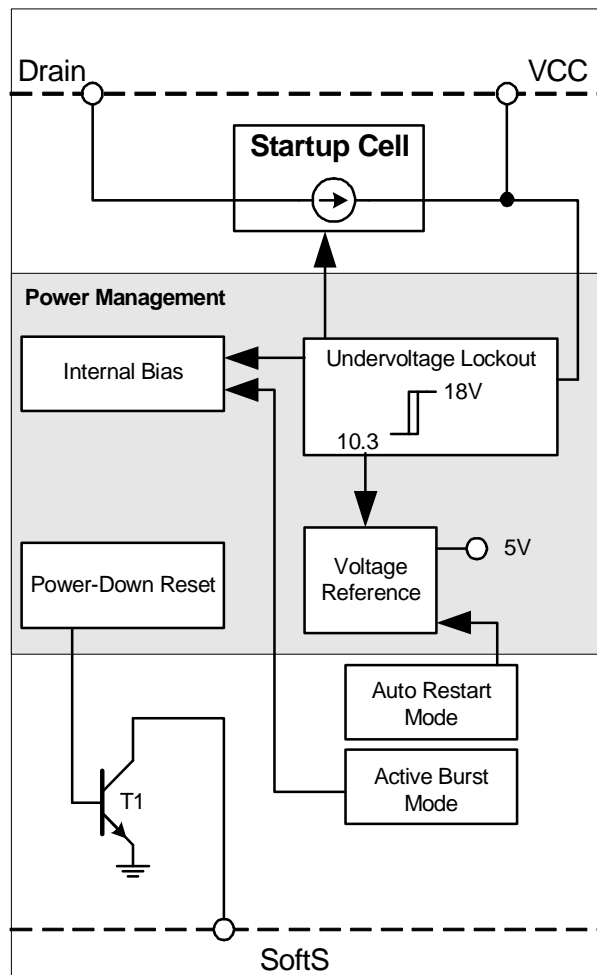 Drain
VCC
Startup Cell
Power Management
Internal Bias
Undervoltage Lockout
18V
10.3
Power-Down Reset
Voltage
Reference
5V
Auto Restart
Mode
Active Burst
Mode
T1
SoftS